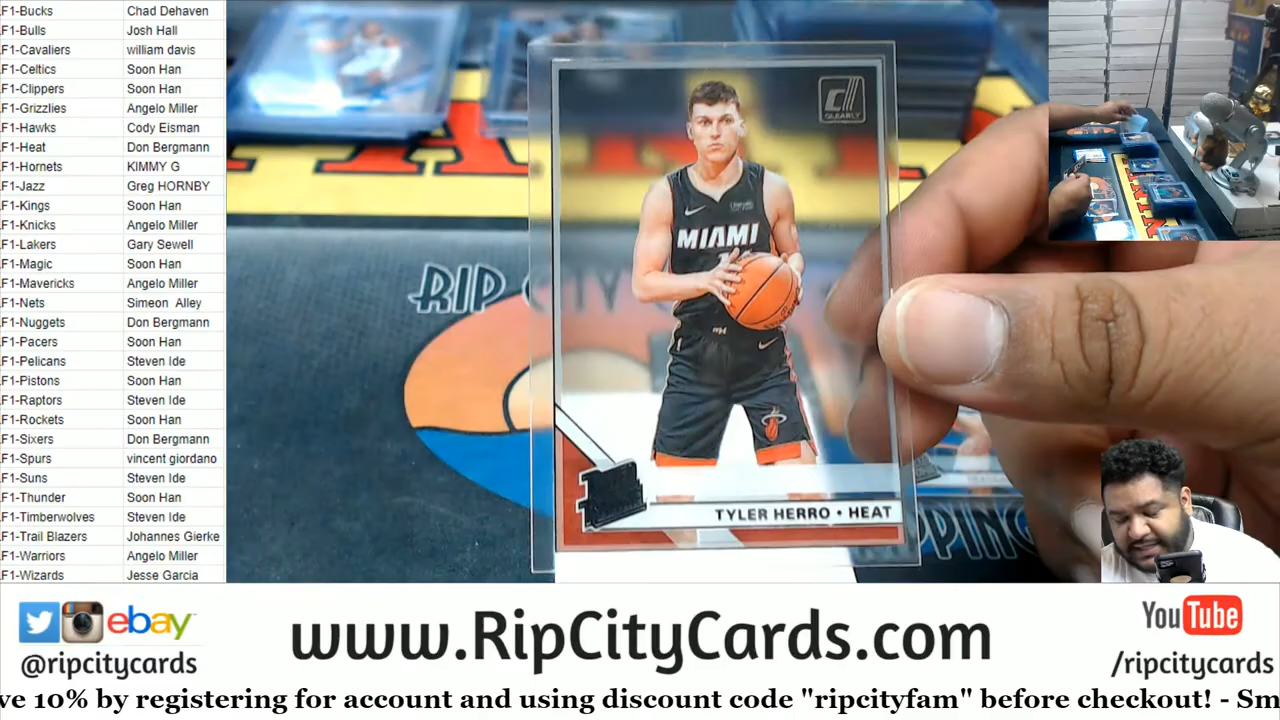 F1-Bucks Chad Dehaven
F1-Bulls Josh Hall
F1-Cavaliers william davis
F1-Celtics Soon Han
F1-Clippers Soon Han
F1-Grizzlies Angelo Miller
F1-Hawks Cody Eisman
F1-Heat Don Bergmann
F1-Hornets KIMMY G
F1-Jazz Greg HORNBY
F1-Kings Soon Han
F1-Knicks Angelo Miller
F1-Lakers Gary Sewell
F1-Magic Soon Han
F1-Mavericks Angelo Miller
F1-Nets Simeon Alley
F1-Nuggets Don Bergmann
F1-Pacers Soon Han
F1-Pelicans Steven Ide
F1-Pistons Soon Han
F1-Raptors Steven Ide
F1-Rockets Soon Han
F1-Sixers Don Bergmann
F1-Spurs vincent giordano
F1-Suns Steven Ide
F1-Thunder Soon Han
F1-Timberwolves Steven Ide
F1-Trail Blazers Johannes Gierke
F1-Warriors Angelo Miller
F1-Wizards Jesse Garcia
CLEARLY
MIAMI
RIP CITY
TYLER HERRO • HEAT
PPING
ebay
@ripcitycards
www.RipCityCards.com
YouTube
/ripcitycards
ve 10% by registering for account and using discount code "ripcityfam" before checkout! - Sm